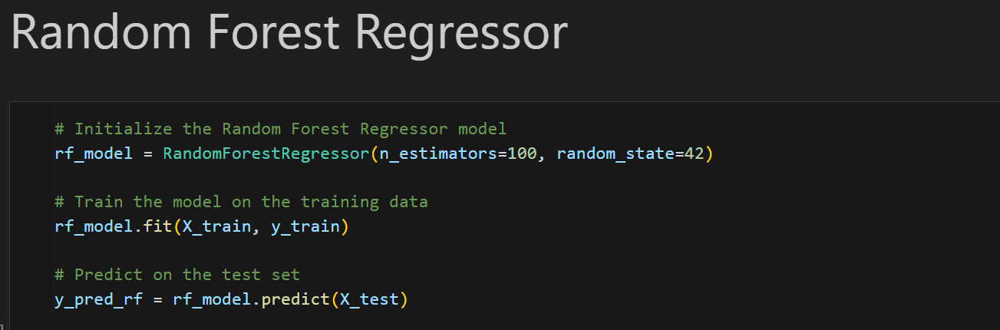 Random Forest Regressor
# Initialize the Random Forest Regressor model
rf_model = RandomForestRegressor(n_estimators=100, random_state=42)
# Train the model on the training data
rf_model.fit(X_train, y_train)
# Predict on the test set
y_pred_rf = rf_model.predict(X_test)